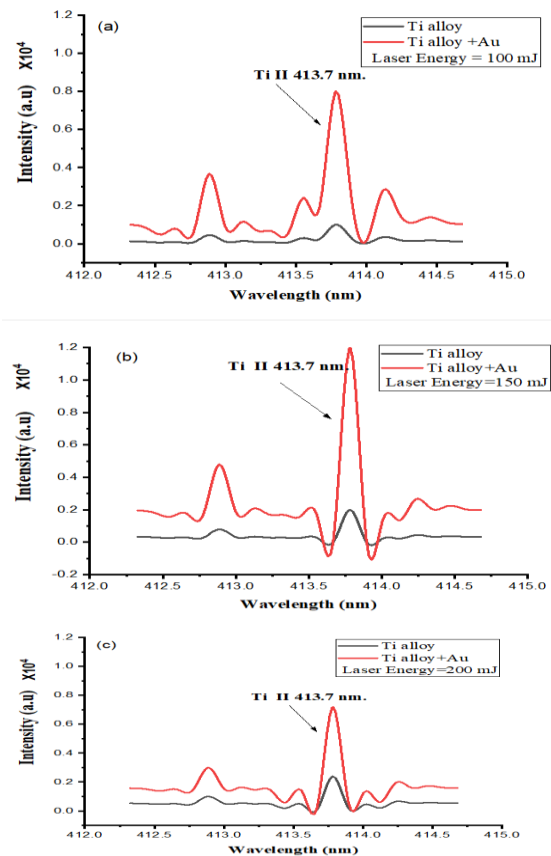 (a)
Ti alloy
Ti alloy +Au
Laser Energy = 100 mJ
Ti II 413.7 nm.
Intensity (a.u) X10⁴
1.2
1.0
0.8
0.6
0.4
0.2
0.0
412.0 412.5 413.0 413.5 414.0 414.5 415.0
Wavelength (nm)
(b)
Ti alloy
Ti alloy+Au
Laser Energy=150 mJ
Ti II 413.7 nm.
Intensity (a.u) X10⁴
1.2
1.0
0.8
0.6
0.4
0.2
0.0
-0.2
412.0 412.5 413.0 413.5 414.0 414.5 415.0
Wavelength (nm)
(c)
Ti alloy
Ti alloy+Au
Laser Energy=200 mJ
Ti II 413.7 nm.
Intensity (a.u) X10⁴
1.2
1.0
0.8
0.6
0.4
0.2
0.0
412.0 412.5 413.0 413.5 414.0 414.5 415.0
Wavelength (nm)